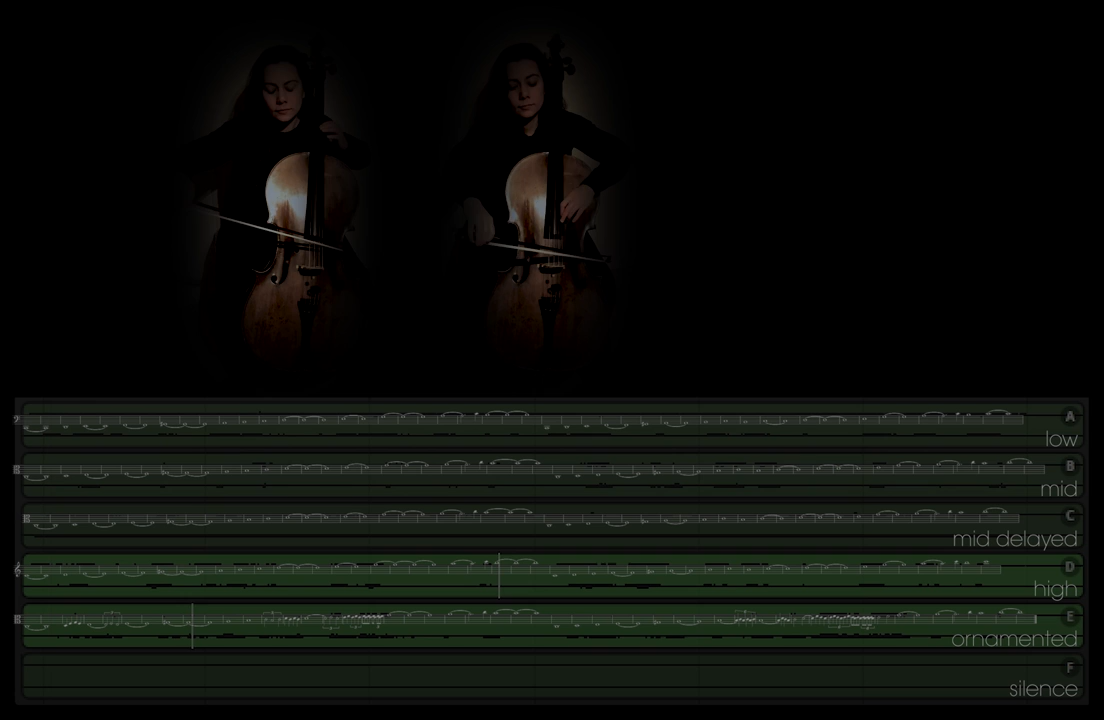 A
low
B
mid
C
mid delayed
D
high
E
ornamented
F
silence